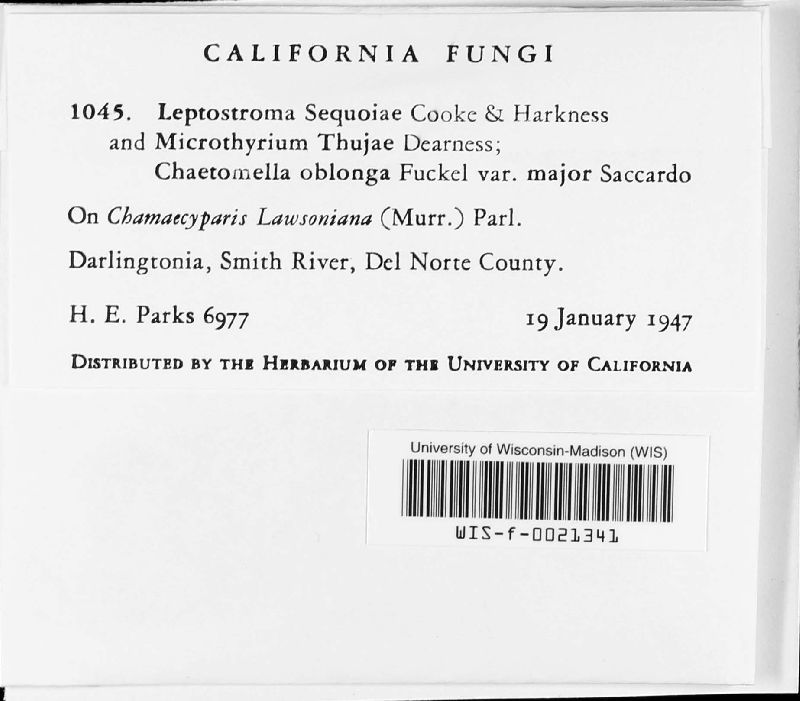 CALIFORNIA FUNGI
1045. Leptostroma Sequoiae Cooke & Harkness
and Microthyrium Thujae Dearness;
Chaetomella oblonga Fuckel var. major Saccardo
On Chamaecyparis Lawsoniana (Murr.) Parl.
Darlingtonia, Smith River, Del Norte County.
H. E. Parks 6977 19 January 1947
DISTRIBUTED BY THE HERBARIUM OF THE UNIVERSITY OF CALIFORNIA
University of Wisconsin-Madison (WIS)
WIS-f-0021341